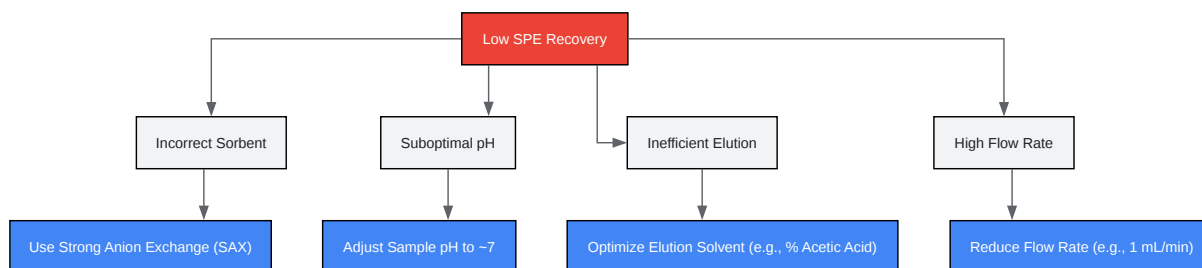 Low SPE Recovery
Incorrect Sorbent
Suboptimal pH
Inefficient Elution
High Flow Rate
Use Strong Anion Exchange (SAX)
Adjust Sample pH to ~7
Optimize Elution Solvent (e.g., % Acetic Acid)
Reduce Flow Rate (e.g., 1 mL/min)